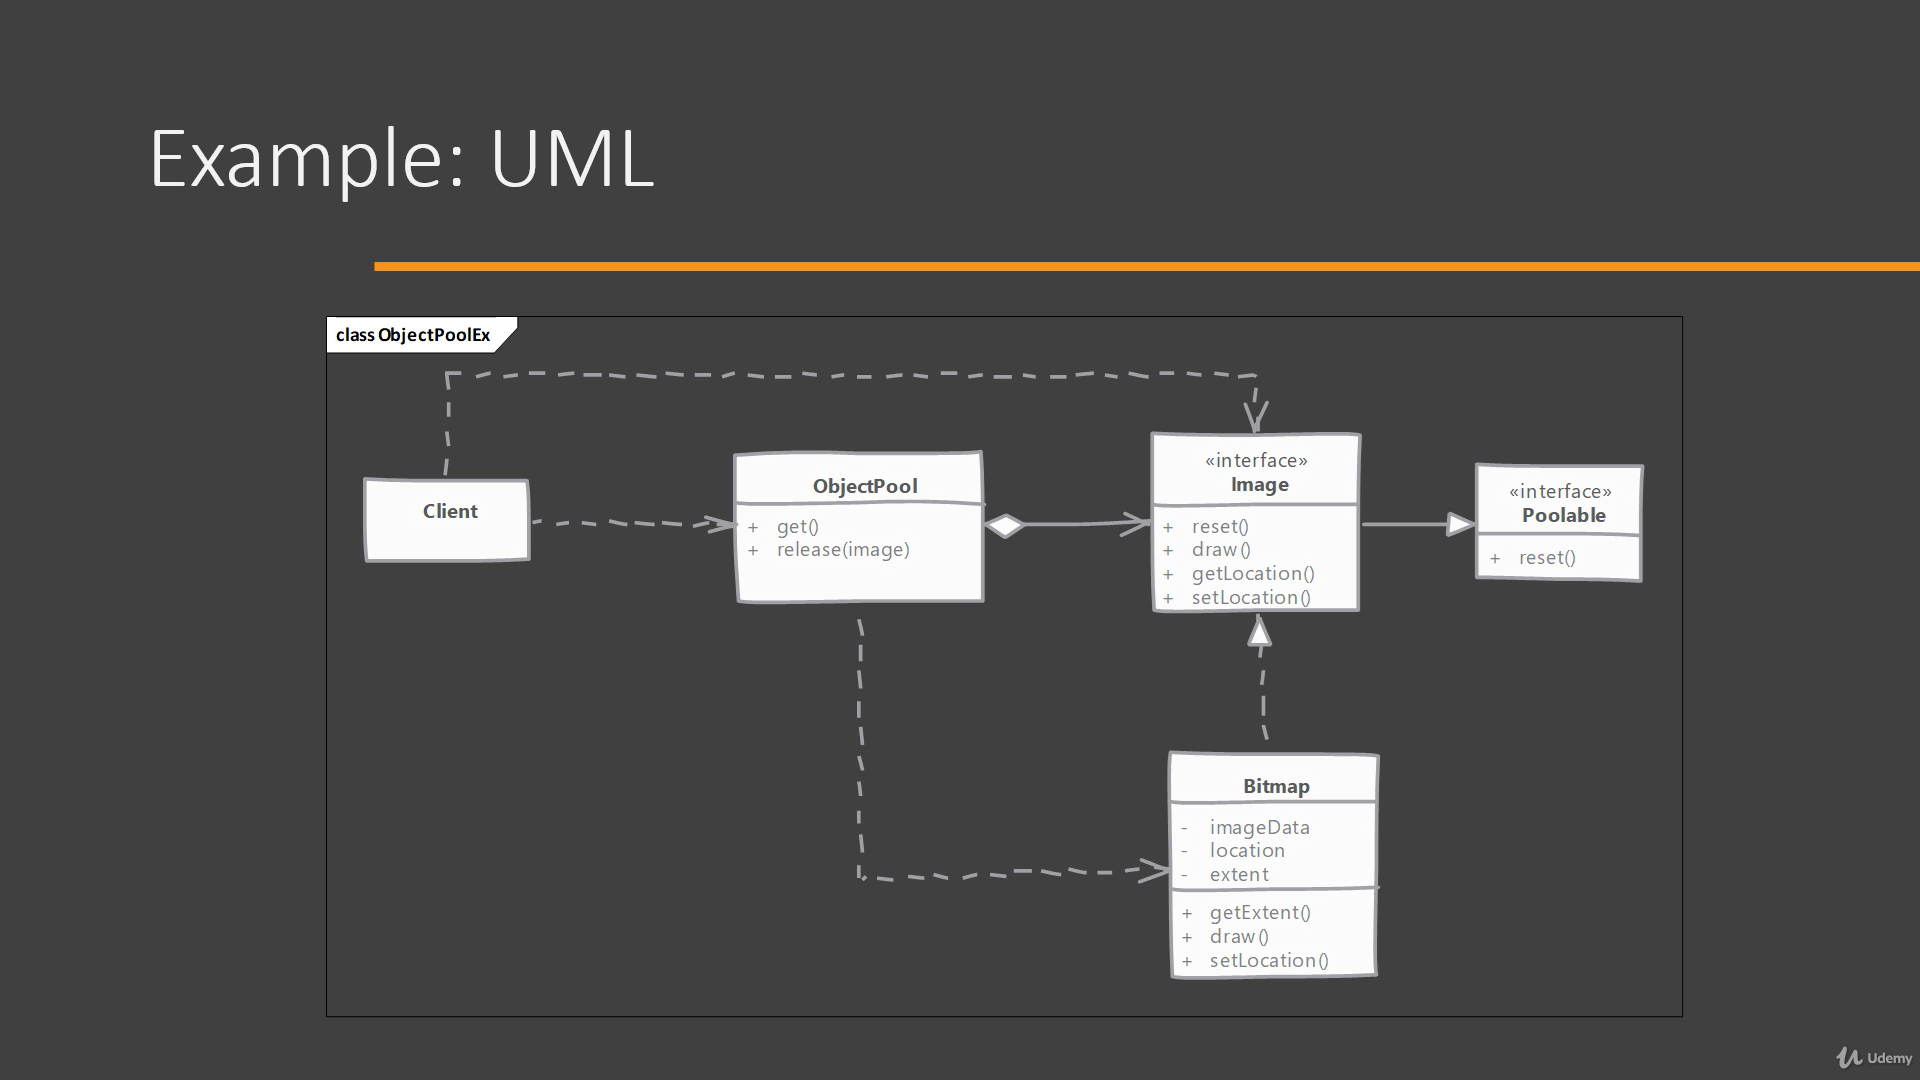 Example: UML
class ObjectPoolEx
Client
ObjectPool
+ get()
+ release(image)
«interface»
Image
+ reset()
+ draw()
+ getLocation()
+ setLocation()
«interface»
Poolable
+ reset()
Bitmap
- imageData
- location
- extent
+ getExtent()
+ draw()
+ setLocation()
Udemy